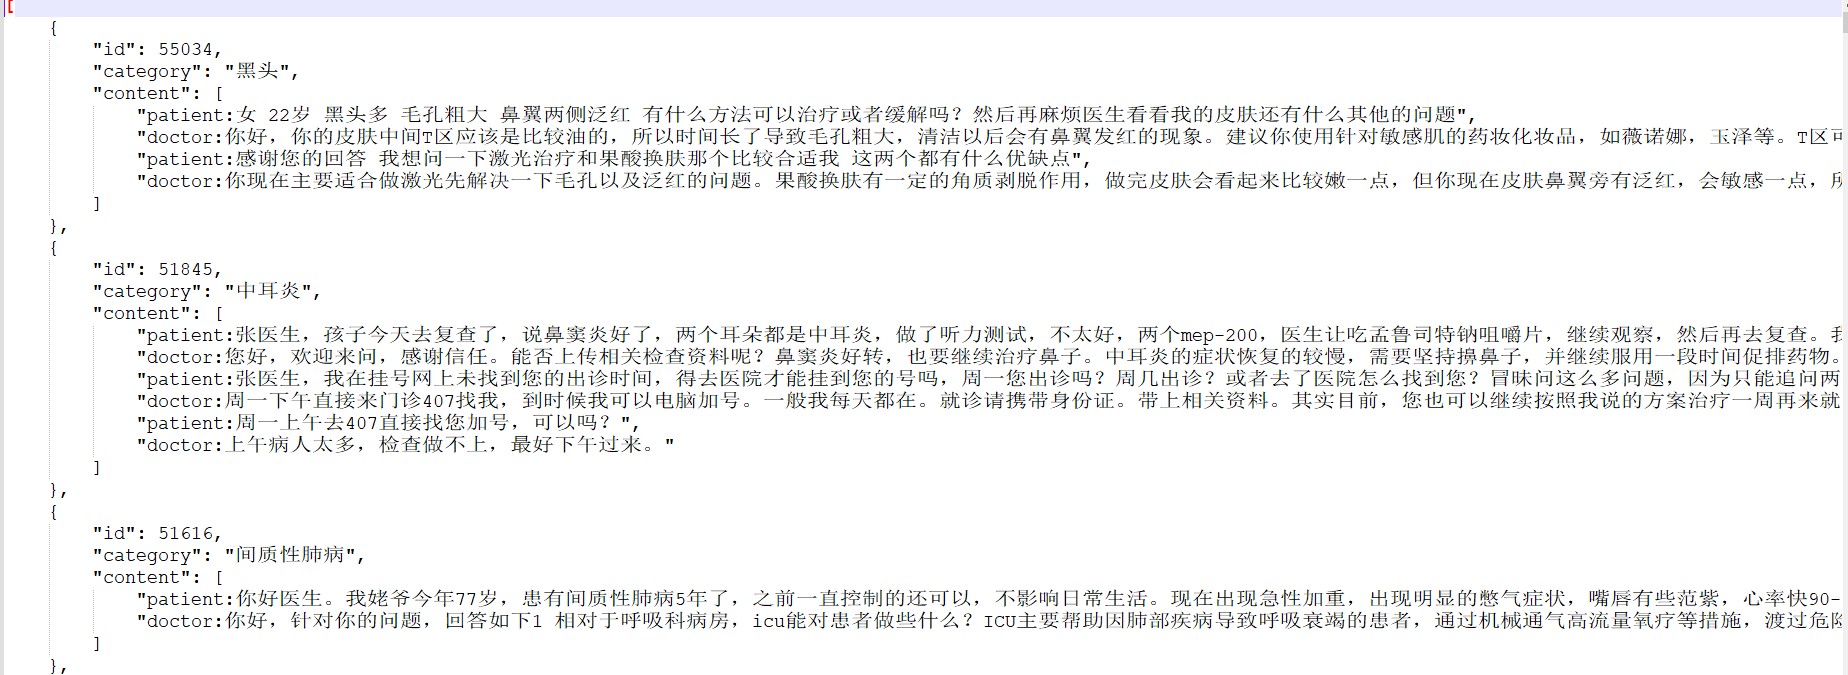 [
{
"id": 55034,
"category": "黑头",
"content": [
"patient:女 22岁 黑头多 毛孔粗大 鼻翼两侧泛红 有什么方法可以治疗或者缓解吗？然后再麻烦医生看看我的皮肤还有什么其他的问题",
"doctor:你好，你的皮肤中间T区应该是比较油的，所以时间长了导致毛孔粗大，清洁以后会有鼻翼发红的现象。建议你使用针对敏感肌的药妆化妆品，如薇诺娜，玉泽等。T区可
"patient:感谢您的回答 我想问一下激光治疗和果酸换肤那个比较合适我 这两个都有什么优缺点",
"doctor:你现在主要适合做激光先解决一下毛孔以及泛红的问题。果酸换肤有一定的角质剥脱作用，做完皮肤会看起来比较嫩一点，但你现在皮肤鼻翼旁有泛红，会敏感一点，所
]
},
{
"id": 51845,
"category": "中耳炎",
"content": [
"patient:张医生，孩子今天去复查了，说鼻窦炎好了，两个耳朵都是中耳炎，做了听力测试，不太好，两个mep-200，医生让吃孟鲁司特钠咀嚼片，继续观察，然后再去复查。我
"doctor:您好，欢迎来问，感谢信任。能否上传相关检查资料呢？鼻窦炎好转，也要继续治疗鼻子。中耳炎的症状恢复的较慢，需要坚持擤鼻子，并继续服用一段时间促排药物。
"patient:张医生，我在挂号网上未找到您的出诊时间，得去医院才能挂到您的号吗，周一您出诊吗？周几出诊？或者去了医院怎么找到您？冒昧问这么多问题，因为只能追问两
"doctor:周一下午直接来门诊407找我，到时候我可以电脑加号。一般我每天都在。就诊请携带身份证。带上相关资料。其实目前，您也可以继续按照我说的方案治疗一周再来就
"patient:周一上午去407直接找您加号，可以吗？",
"doctor:上午病人太多，检查做不上，最好下午过来。"
]
},
{
"id": 51616,
"category": "间质性肺病",
"content": [
"patient:你好医生。我姥爷今年77岁，患有间质性肺病5年了，之前一直控制的还可以，不影响日常生活。现在出现急性加重，出现明显的憋气症状，嘴唇有些范紫，心率快90-
"doctor:你好，针对你的问题，回答如下1 相对于呼吸科病房，icu能对患者做些什么？ICU主要帮助因肺部疾病导致呼吸衰竭的患者，通过机械通气高流量氧疗等措施，渡过危险
]
},